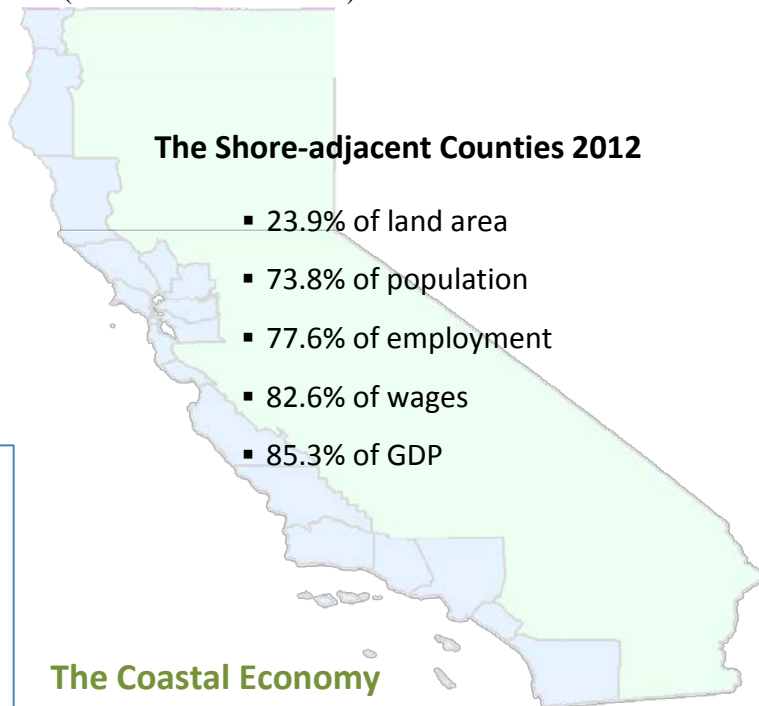 The Shore-adjacent Counties 2012
▪ 23.9% of land area
▪ 73.8% of population
▪ 77.6% of employment
▪ 82.6% of wages
▪ 85.3% of GDP
The Coastal Economy